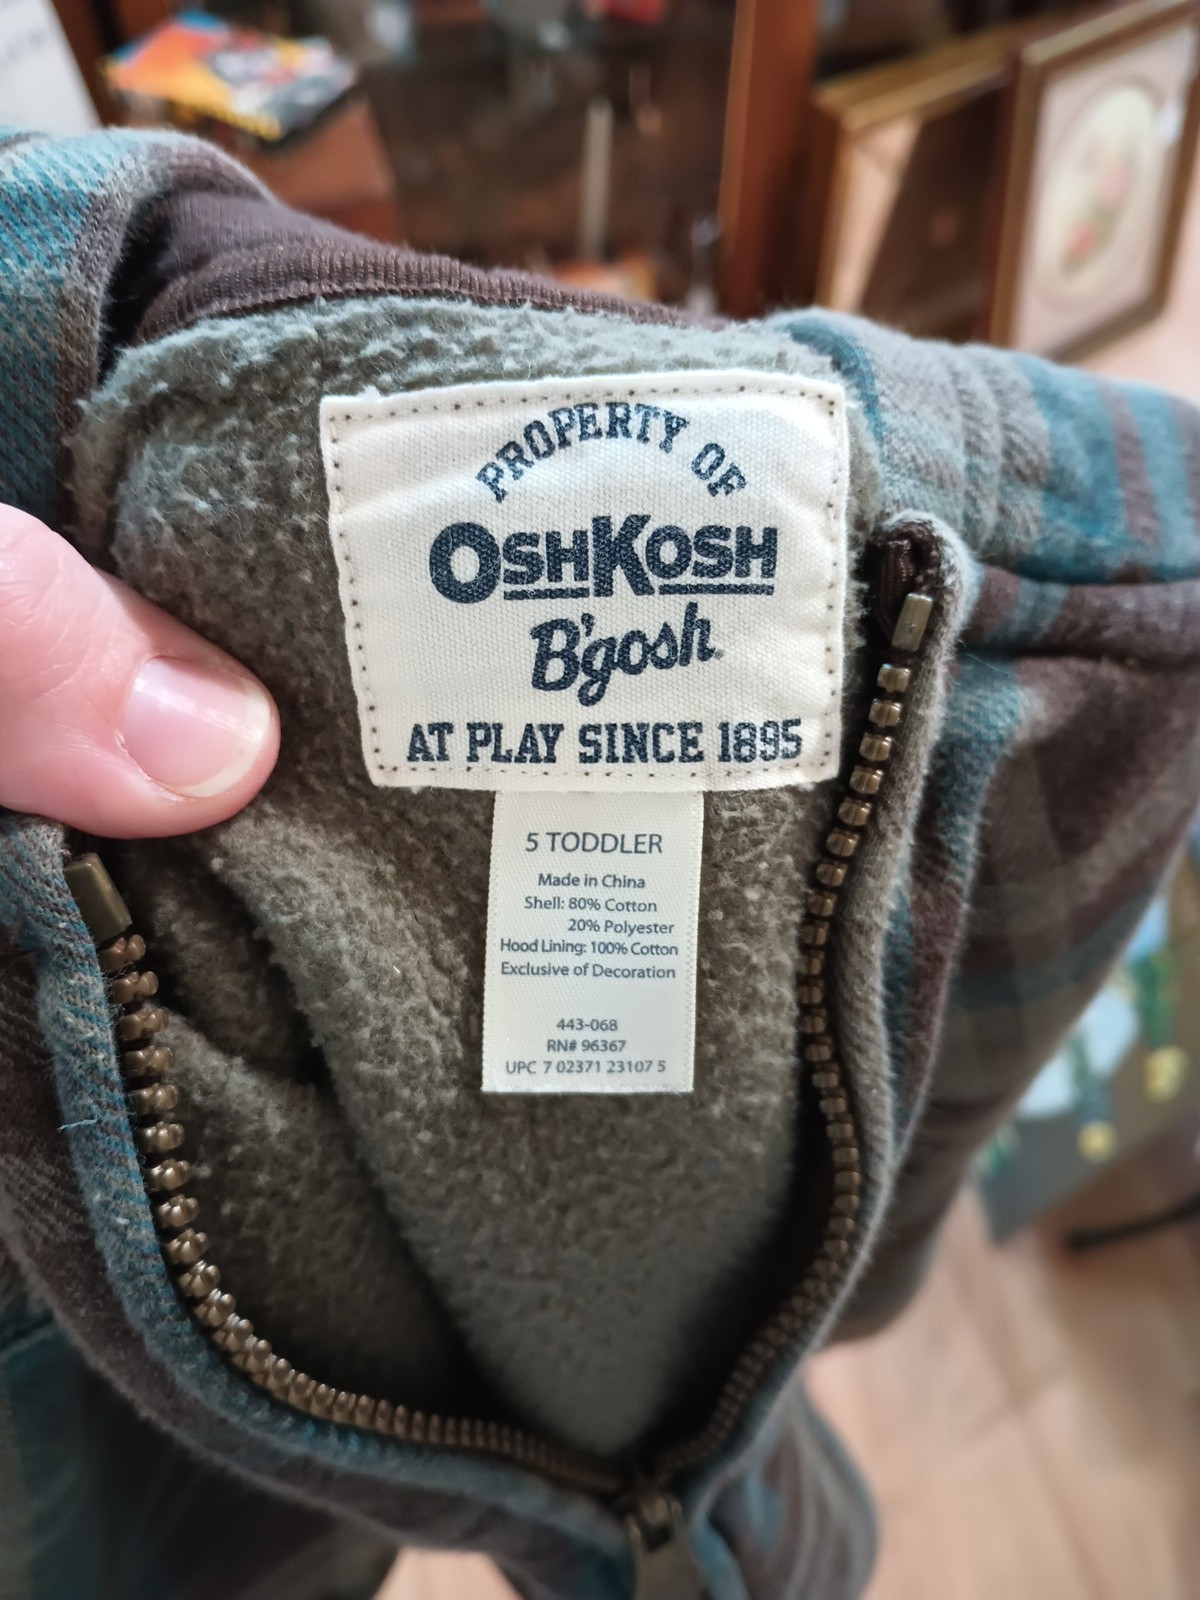 PROPERTY OF
OSHKOSH
B'gosh
AT PLAY SINCE 1895
5 TODDLER
Made in China
Shell: 80% Cotton
20% Polyester
Hood Lining: 100% Cotton
Exclusive of Decoration
443-068
RN# 96367
UPC 7 02371 23107 5